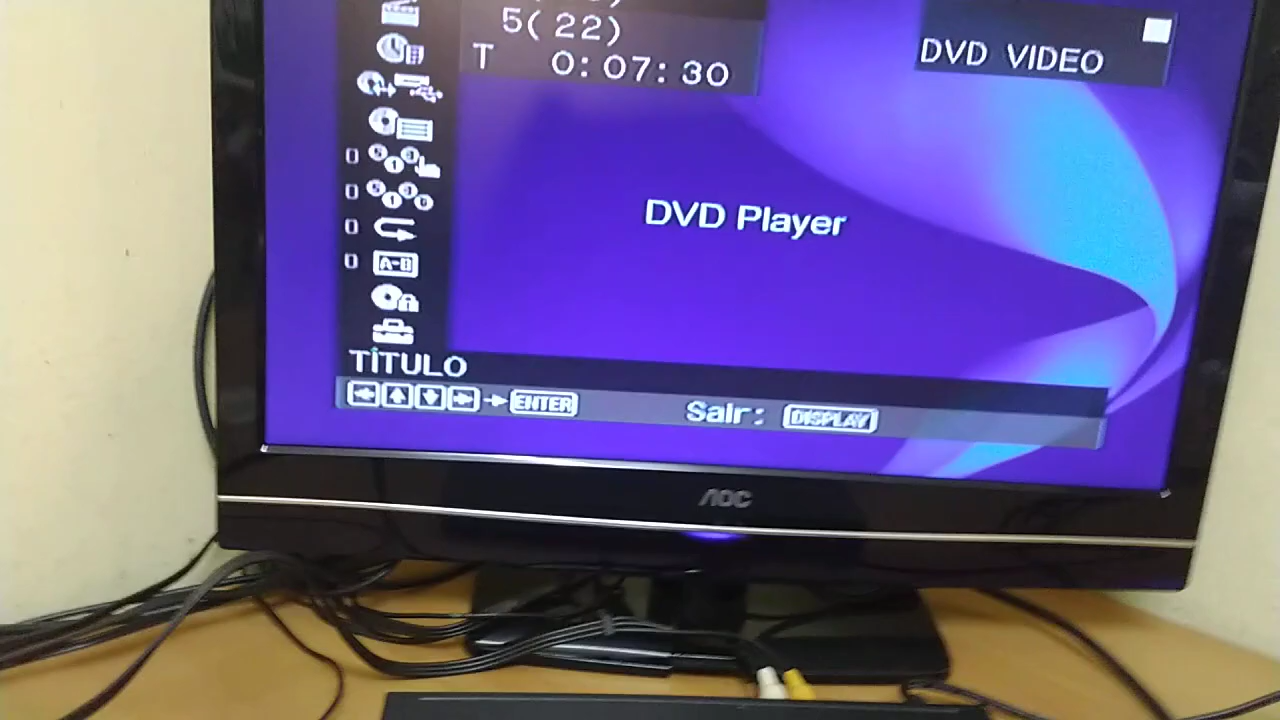 5( 22)
T 0: 07: 30
DVD VIDEO
DVD Player
A-B
TÍTULO
ENTER Sair: DISPLAY
AOC